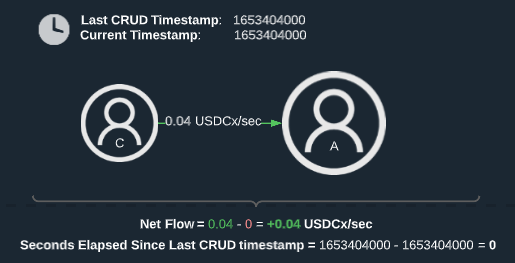 Last CRUD Timestamp: 1653404000
Current Timestamp: 1653404000
0.04 USDCx/sec
C
A
Net Flow = 0.04 - 0 = +0.04 USDCx/sec
Seconds Elapsed Since Last CRUD timestamp = 1653404000 - 1653404000 = 0